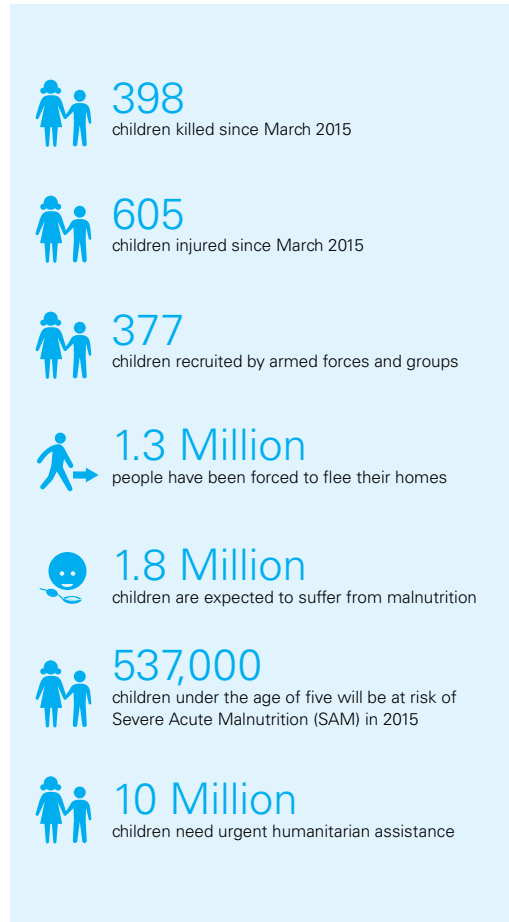 398
children killed since March 2015
605
children injured since March 2015
377
children recruited by armed forces and groups
1.3 Million
people have been forced to flee their homes
1.8 Million
children are expected to suffer from malnutrition
537,000
children under the age of five will be at risk of
Severe Acute Malnutrition (SAM) in 2015
10 Million
children need urgent humanitarian assistance